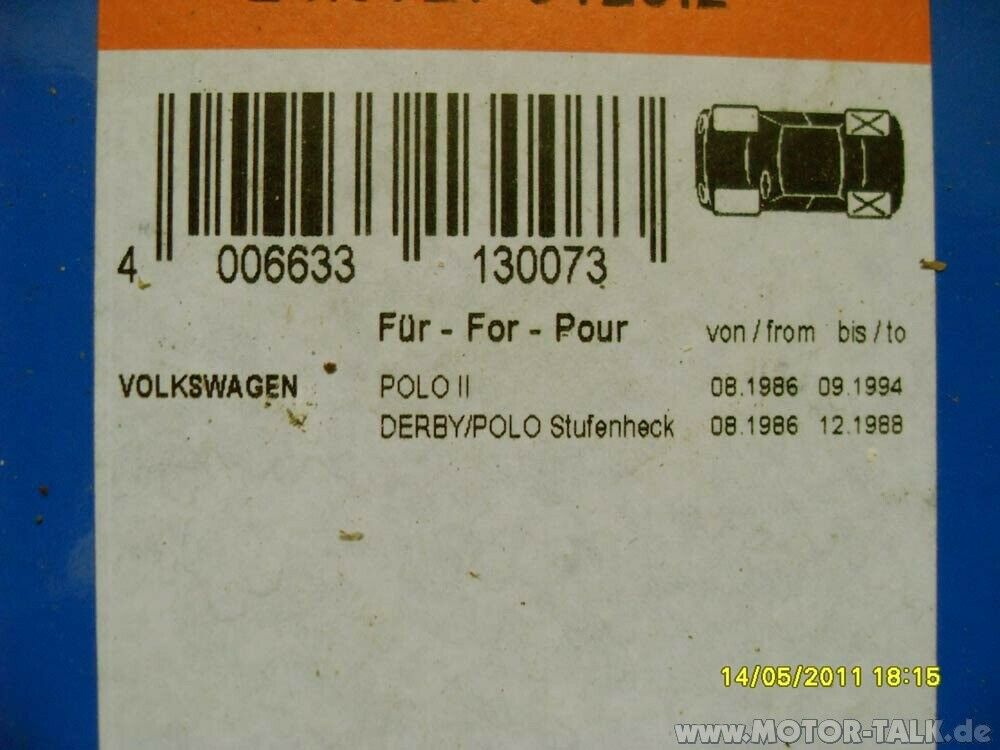 4 006633 130073
Für - For - Pour von / from bis / to
VOLKSWAGEN POLO II 08.1986 09.1994
DERBY/POLO Stufenheck 08.1986 12.1988
14/05/2011 18:15
www.MOTOR-TALK.de